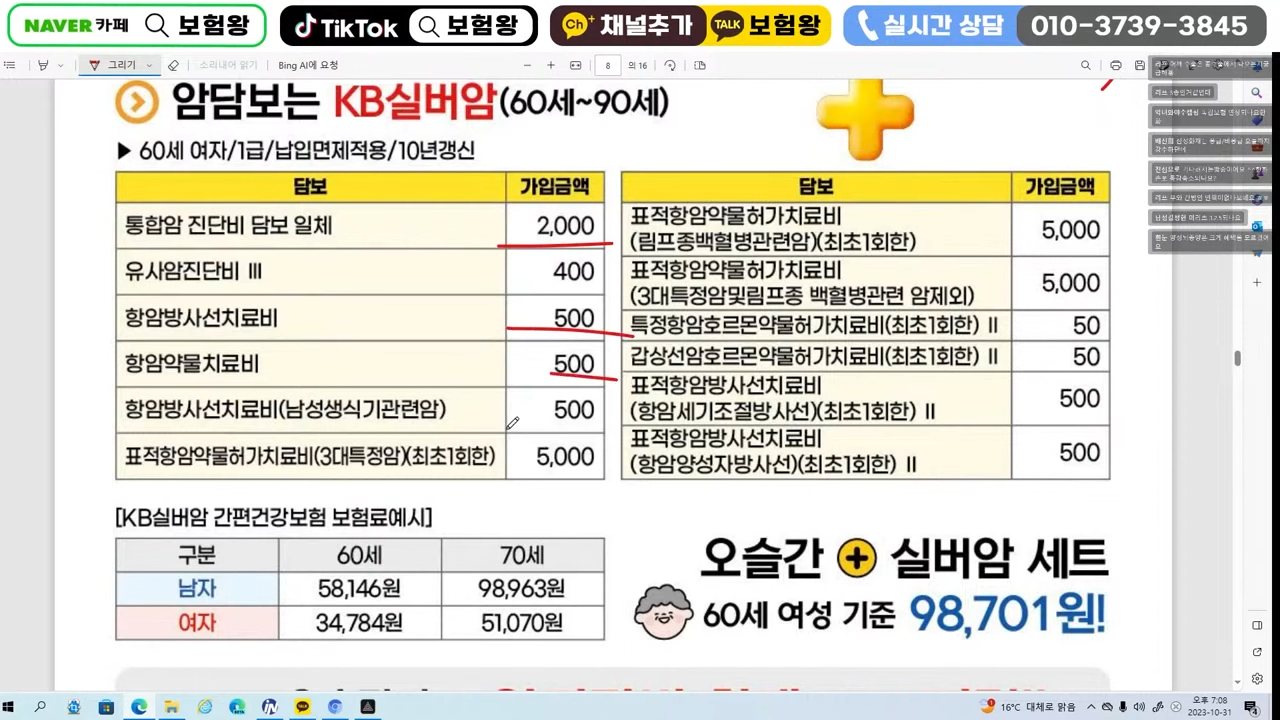 NAVER 카페 보험왕
TikTok 보험왕
Ch+ 채널추가 TALK 보험왕
실시간 상담 010-3739-3845
그리기 소리내어 읽기 Bing AI에 요청 8 의 16
암담보는 KB실버암(60세~90세)
▶ 60세 여자/1급/납입면제적용/10년갱신
담보 가입금액
통합암 진단비 담보 일체 2,000
유사암진단비 Ⅲ 400
항암방사선치료비 500
항암약물치료비 500
항암방사선치료비(남성생식기관련암) 500
표적항암약물허가치료비(3대특정암)(최초1회한) 5,000
담보 가입금액
표적항암약물허가치료비
(림프종백혈병관련암)(최초1회한) 5,000
표적항암약물허가치료비
(3대특정암및림프종 백혈병관련 암제외) 5,000
특정항암호르몬약물허가치료비(최초1회한) Ⅱ 50
갑상선암호르몬약물허가치료비(최초1회한) Ⅱ 50
표적항암방사선치료비
(항암세기조절방사선)(최초1회한) Ⅱ 500
표적항암방사선치료비
(항암양성자방사선)(최초1회한) Ⅱ 500
[KB실버암 간편건강보험 보험료예시]
구분 60세 70세
남자 58,146원 98,963원
여자 34,784원 51,070원
오슬간 + 실버암 세트
60세 여성 기준 98,701원!
16°C 대체로 맑음
오후 7:08
2023-10-31